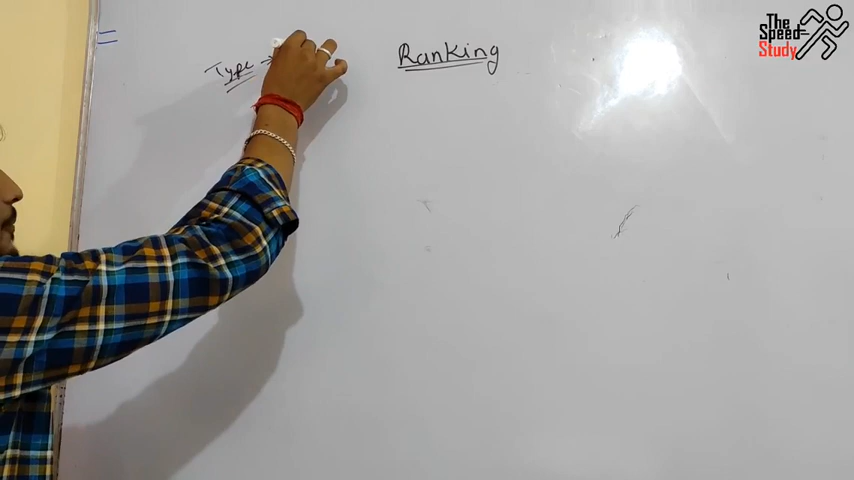 Ranking
Type →
The
Speed
Study